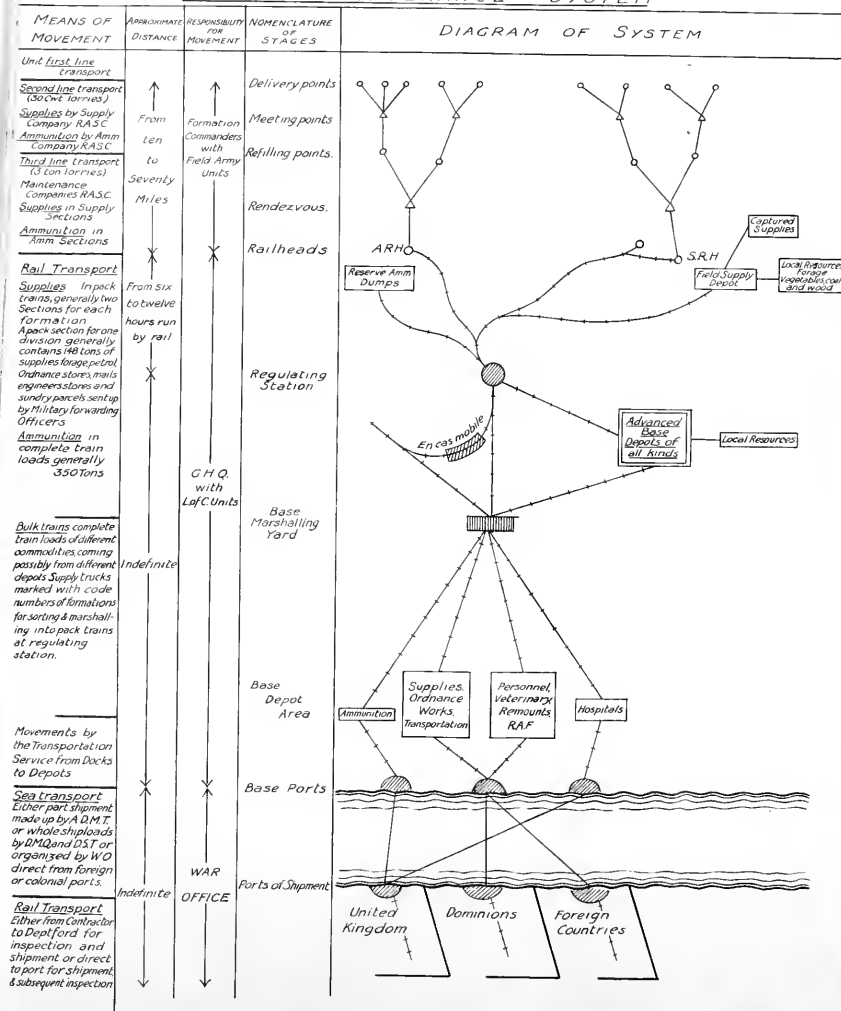 SYSTEM
MEANS OF
MOVEMENT
APPROXIMATE
DISTANCE
RESPONSIBILITY
FOR
MOVEMENT
NOMENCLATURE
OF
STAGES
DIAGRAM OF SYSTEM
Unit first line
transport
Second line transport
(30 Cwt lorries)
Supplies by Supply
Company R.A.S.C
Ammunition by Amm
Company RASC
Third line transport
(3 ton lorries)
Maintenance
Companies R.A.S.C.
Supplies in Supply
Sections
Ammunition in
Amm Sections
Rail Transport
Supplies In pack
trains, generally two
Sections for each
formation
A pack section for one
division generally
contains 148 tons of
supplies forage, petrol,
Ordnance stores, mails
engineers stores and
sundry parcels sent up
by Military forwarding
Officers
Ammunition in
complete train
loads generally
350 Tons
Bulk trains complete
train loads of different
commodities, coming
possibly from different
depots Supply trucks
marked with code
numbers of formations
for sorting & marshall-
ing into pack trains
at regulating
station.
Movements by
the Transportation
Service from Docks
to Depots
Sea transport
Either part shipment
made up by A.D.M.T.
or whole shiploads
by D.M.Q. and D.S.T or
organized by W O
direct from foreign
or colonial ports.
Rail Transport
Either from Contractor
to Deptford for
inspection and
shipment or direct
to port for shipment
& subsequent inspection
From
ten
to
Seventy
Miles
From six
to twelve
hours run
by rail
Indefinite
Indefinite
Formation
Commanders
with
Field Army
Units
G H Q.
with
L of C. Units
WAR
OFFICE
Delivery points
Meeting points
Refilling points.
Rendezvous.
Railheads
Regulating
Station
Base
Marshalling
Yard
Base
Depot
Area
Base Ports
Ports of Shipment
ARH
S.R.H
Captured
Supplies
Reserve Amm
Dumps
Field Supply
Depot
Local Resources
Forage
Vegetables, coal
and wood
En cas mobile
Advanced
Base
Depots of
all kinds
Local Resources
Ammunition
Supplies.
Ordnance
Works.
Transportation
Personnel,
Veterinary,
Remounts,
R.A.F
Hospitals
United
Kingdom
Dominions
Foreign
Countries